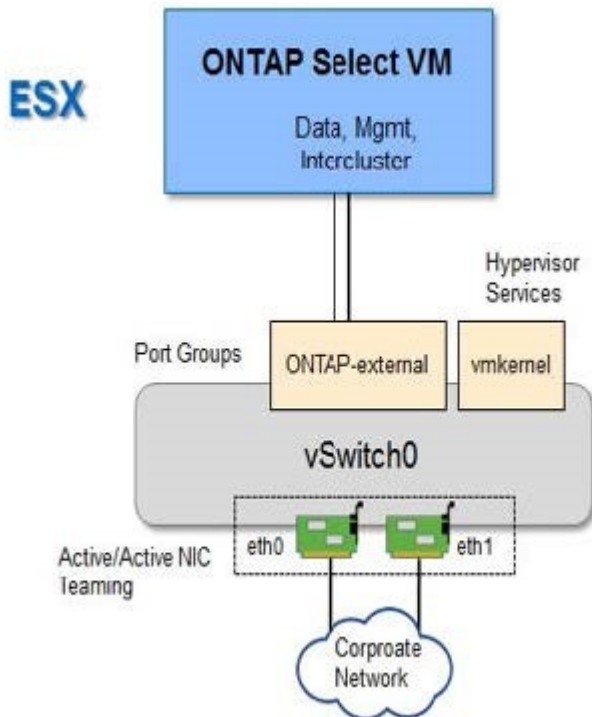 ESX
ONTAP Select VM
Data, Mgmt,
Intercluster
Hypervisor
Services
Port Groups
ONTAP-external
vmkernel
vSwitch0
eth0
eth1
Active/Active NIC
Teaming
Corproate
Network